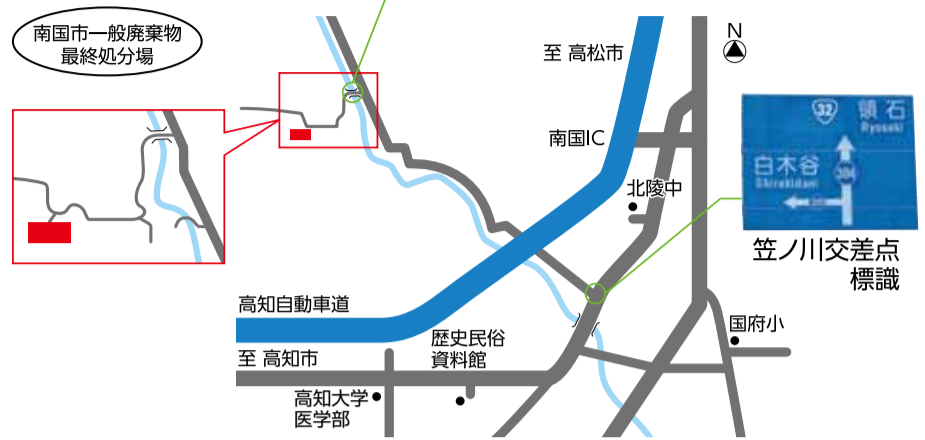 南国市一般廃棄物
最終処分場
至 高松市
N
南国IC
北陵中
32
領石
Ryoseki
白木谷
Shirakidani
384
笠ノ川交差点
標識
高知自動車道
至 高知市
歴史民俗
資料館
国府小
高知大学
医学部